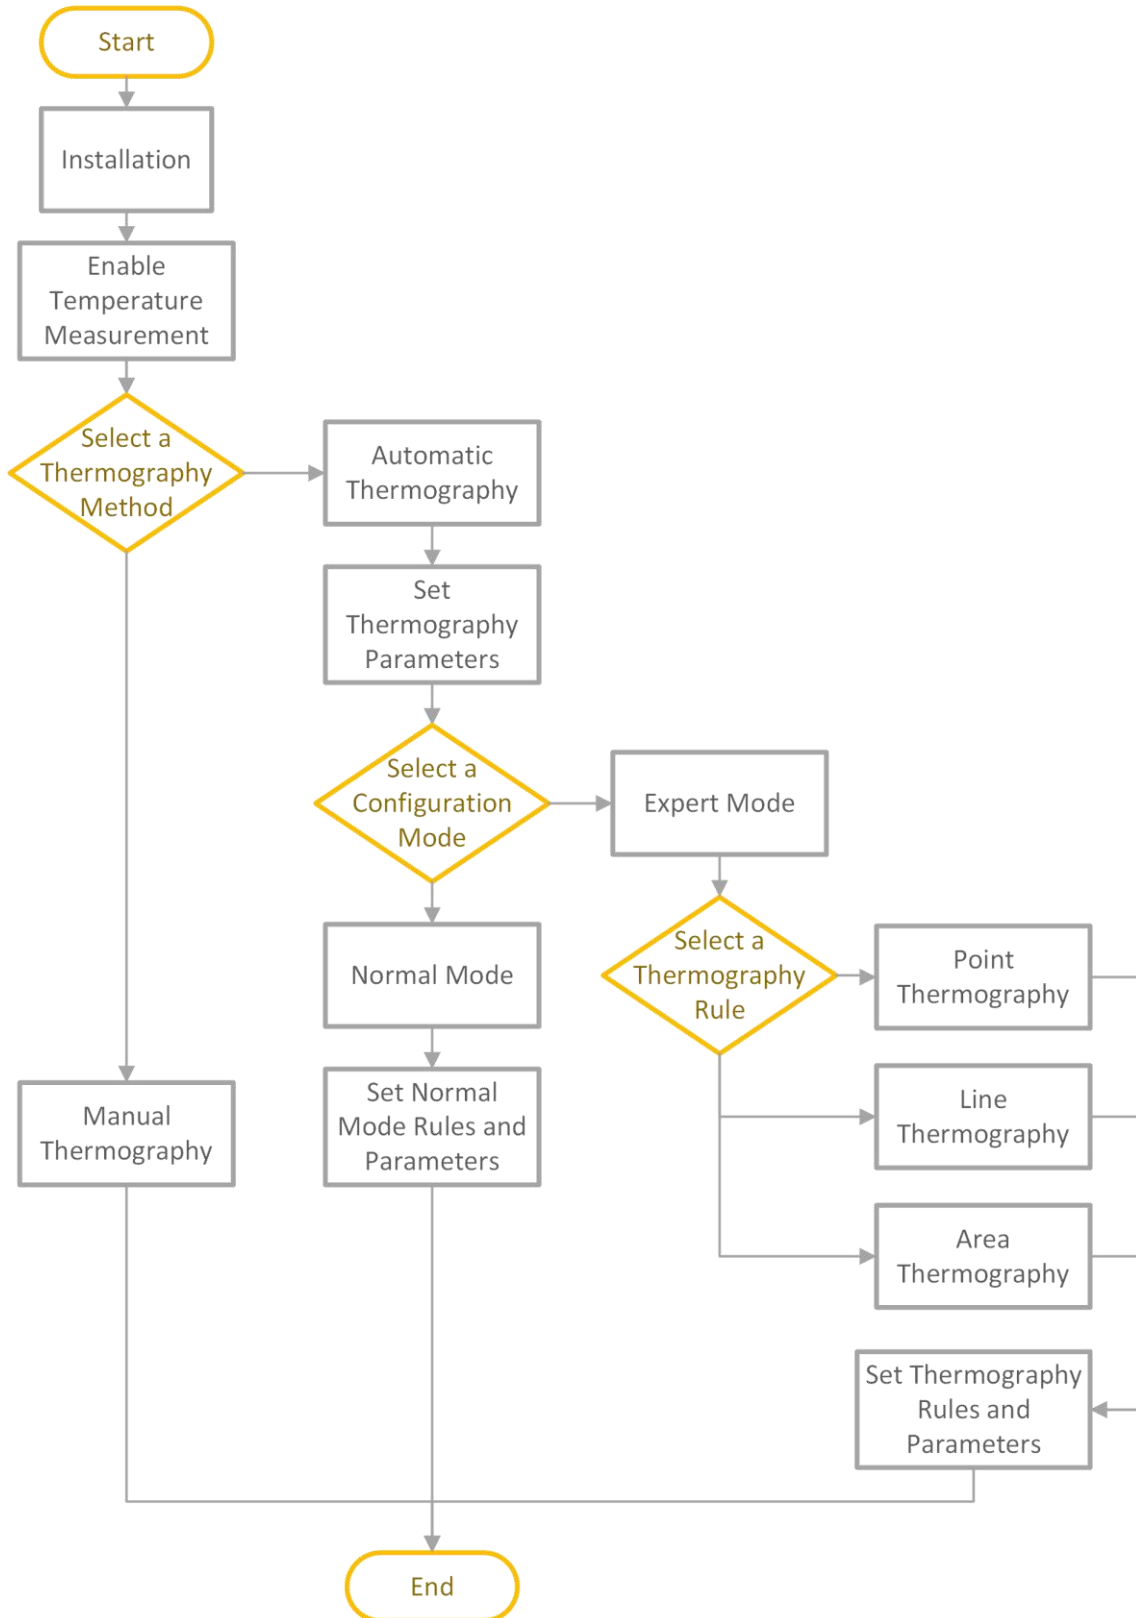 Start
Installation
Enable
Temperature
Measurement
Select a
Thermography
Method
Automatic
Thermography
Set
Thermography
Parameters
Select a
Configuration
Mode
Expert Mode
Normal Mode
Select a
Thermography
Rule
Point
Thermography
Manual
Thermography
Set Normal
Mode Rules and
Parameters
Line
Thermography
Area
Thermography
Set Thermography
Rules and
Parameters
End